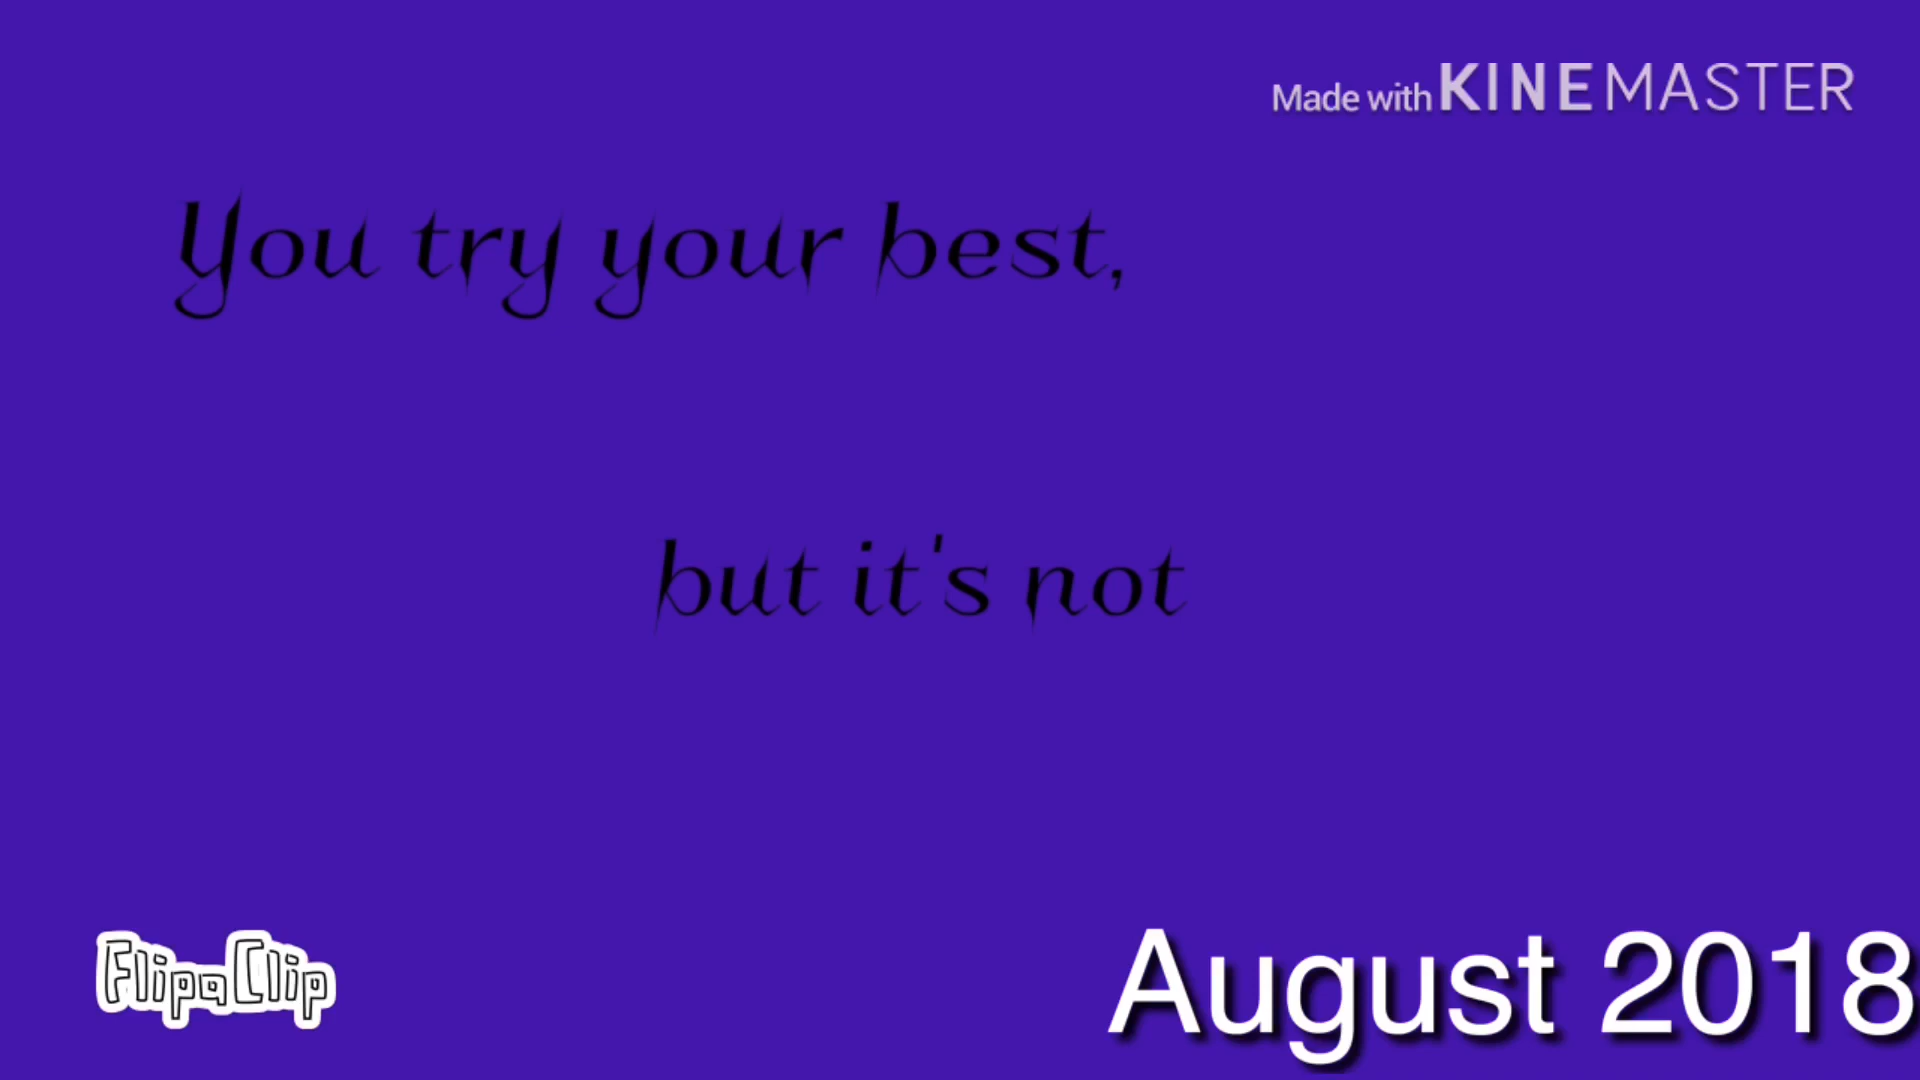 Made with KINEMASTER
You try your best,
but it's not
FlipaClip
August 2018